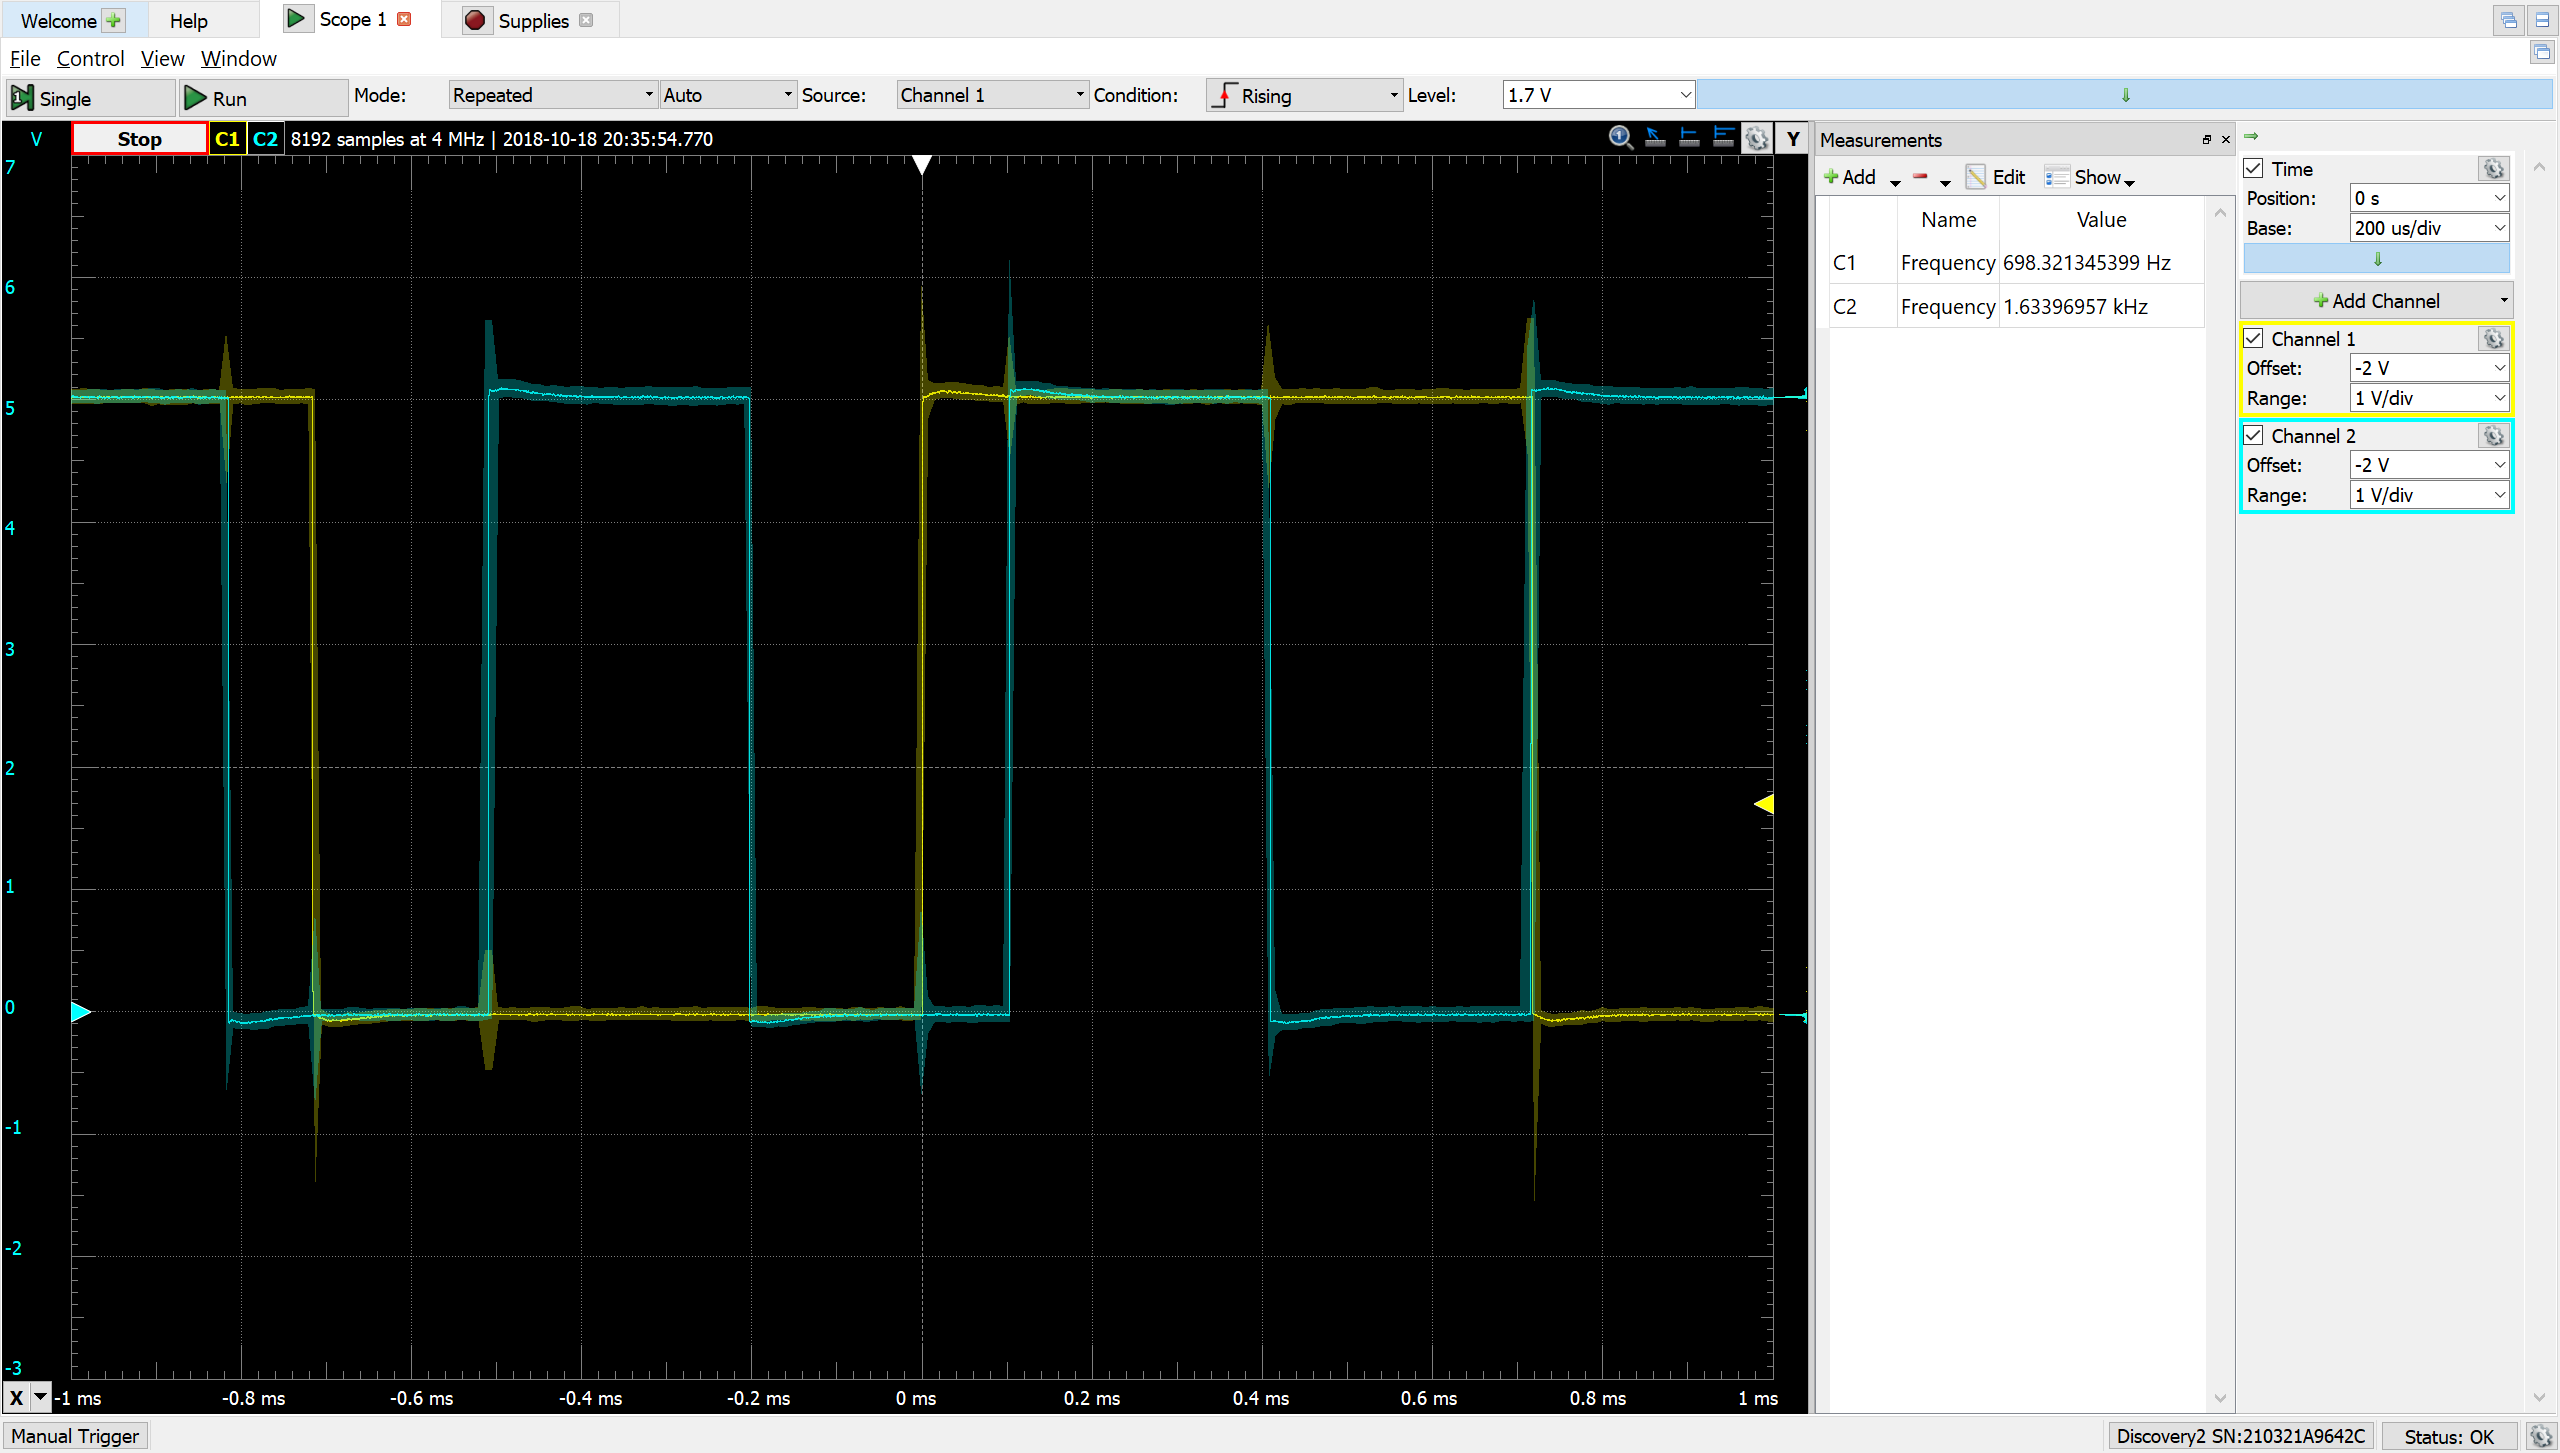 Welcome Help Scope 1 Supplies
File Control View Window
Single Run Mode: Repeated Auto Source: Channel 1 Condition: Rising Level: 1.7 V
V Stop C1 C2 8192 samples at 4 MHz | 2018-10-18 20:35:54.770 Y
7
6
5
4
3
2
1
0
-1
-2
-3
X -1 ms -0.8 ms -0.6 ms -0.4 ms -0.2 ms 0 ms 0.2 ms 0.4 ms 0.6 ms 0.8 ms 1 ms
Measurements
Add Edit Show
Name Value
C1 Frequency 698.321345399 Hz
C2 Frequency 1.63396957 kHz
Time
Position: 0 s
Base: 200 us/div
Add Channel
Channel 1
Offset: -2 V
Range: 1 V/div
Channel 2
Offset: -2 V
Range: 1 V/div
Manual Trigger Discovery2 SN:210321A9642C Status: OK